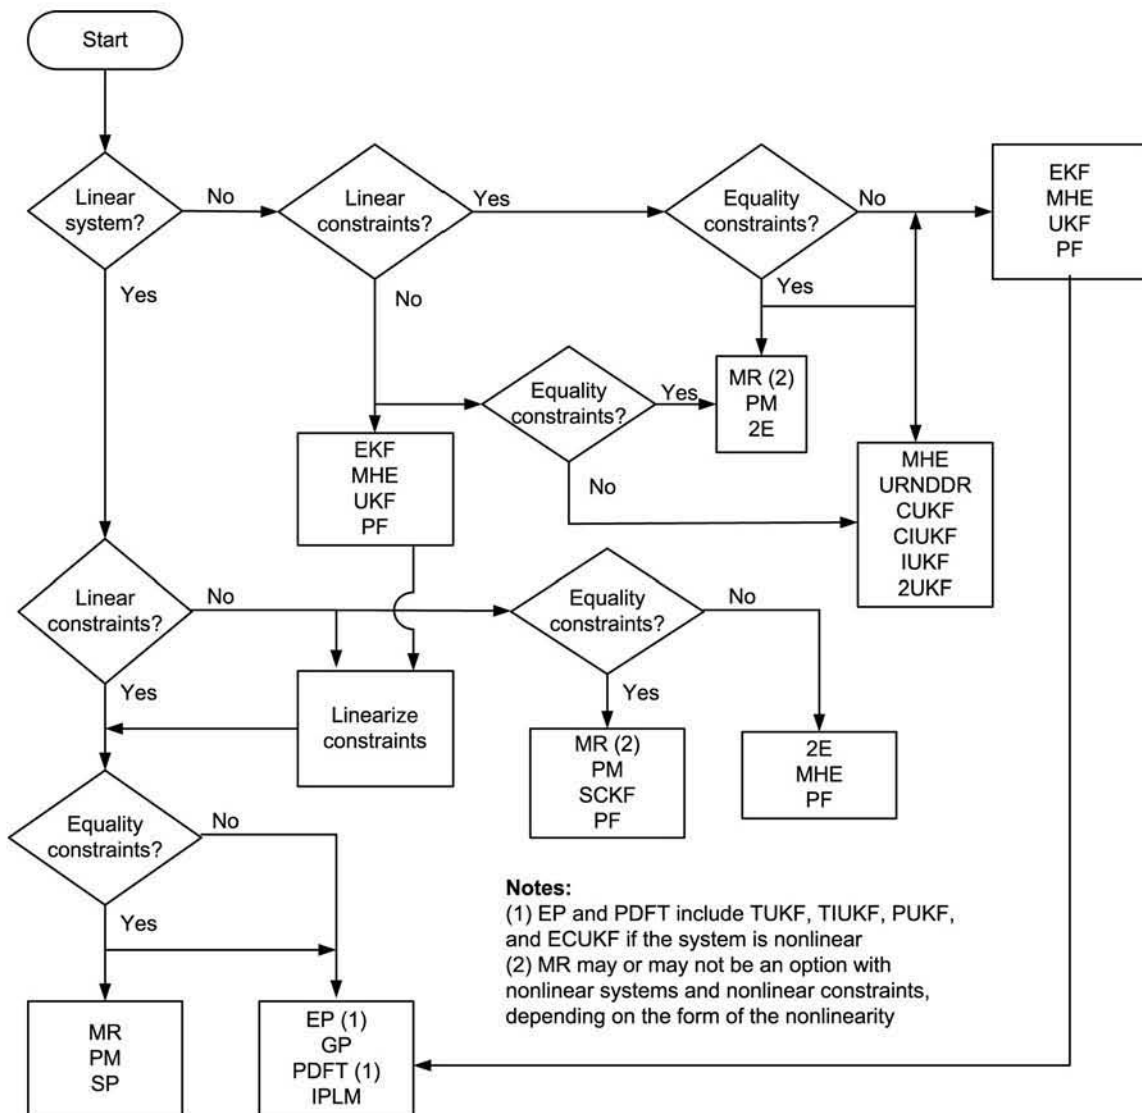 Start
Linear
system?
No
Linear
constraints?
Yes
Equality
constraints?
No
EKF
MHE
UKF
PF
Yes
No
Yes
Equality
constraints?
Yes
MR (2)
PM
2E
EKF
MHE
UKF
PF
No
MHE
URNDDR
CUKF
CIUKF
IUKF
2UKF
Linear
constraints?
No
Equality
constraints?
No
Yes
Linearize
constraints
Yes
MR (2)
PM
SCKF
PF
2E
MHE
PF
Equality
constraints?
No
Yes
Notes:
(1) EP and PDFT include TUKF, TIUKF, PUKF,
and ECUKF if the system is nonlinear
(2) MR may or may not be an option with
nonlinear systems and nonlinear constraints,
depending on the form of the nonlinearity
MR
PM
SP
EP (1)
GP
PDFT (1)
IPLM